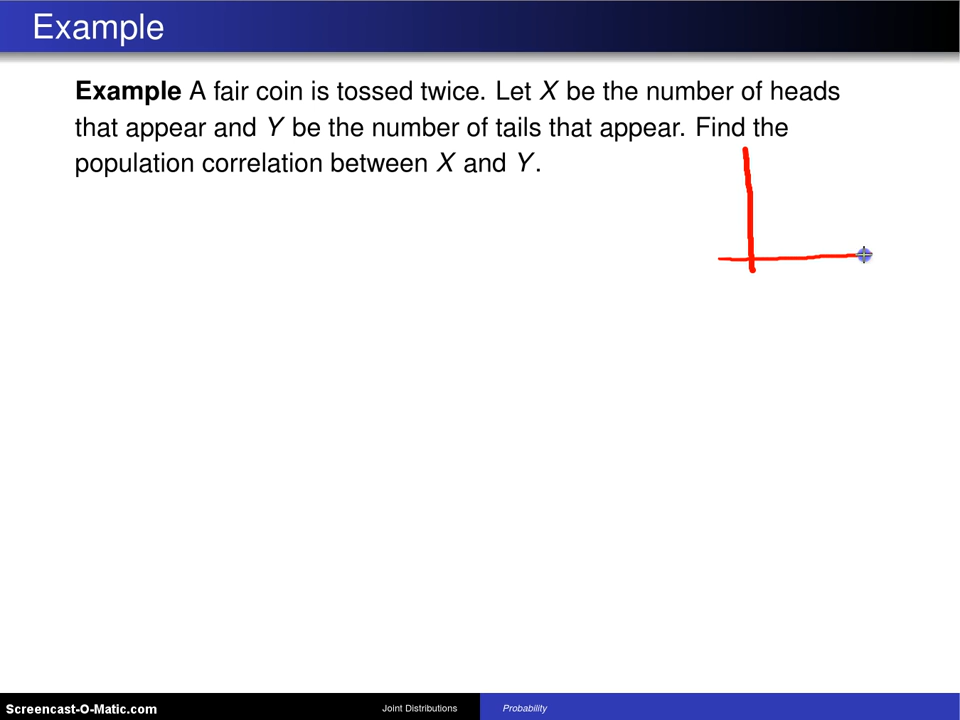 Example
Example A fair coin is tossed twice. Let X be the number of heads
that appear and Y be the number of tails that appear. Find the
population correlation between X and Y.
Screencast-O-Matic.com
Joint Distributions
Probability